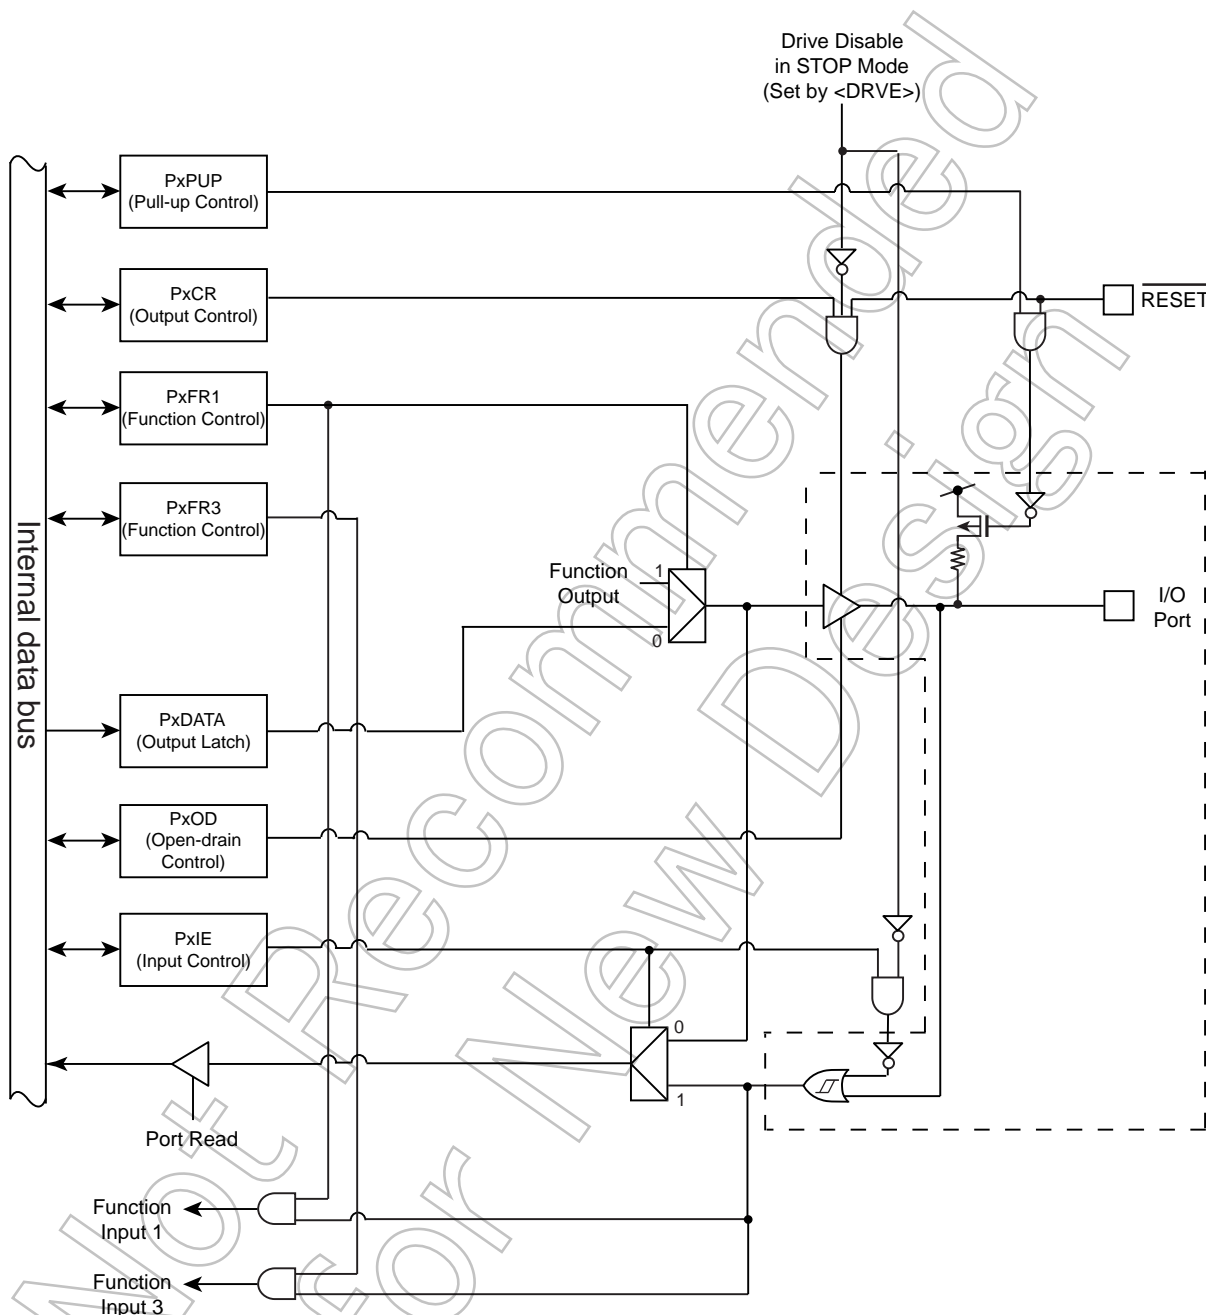 Drive Disable
in STOP Mode
(Set by <DRVE>)
PxPUP
(Pull-up Control)
PxCR
(Output Control)
RESET
PxFR1
(Function Control)
PxFR3
(Function Control)
Internal data bus
Function
Output
1
0
I/O
Port
PxDATA
(Output Latch)
PxOD
(Open-drain
Control)
PxIE
(Input Control)
0
1
Port Read
Function
Input 1
Function
Input 3
Not Recommended
for New Design